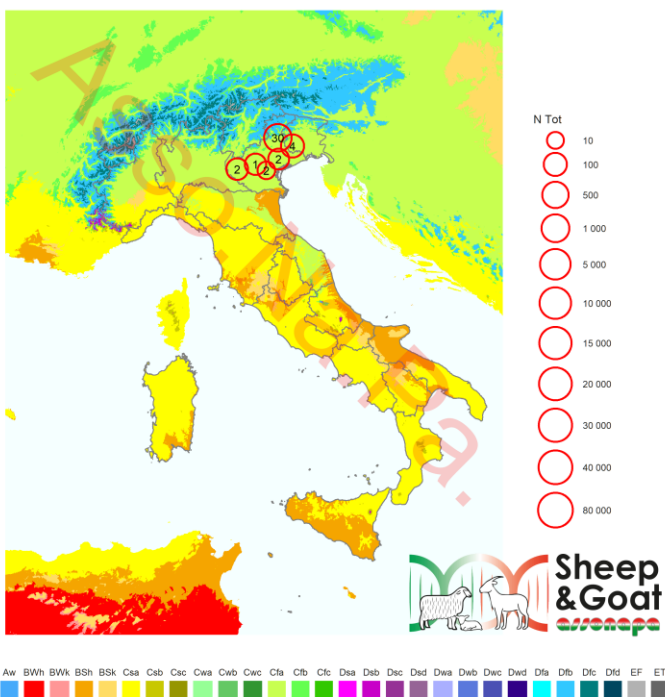 Asso.Na.Pa.
30
4
2
1
2
2
N Tot
10
100
500
1 000
5 000
10 000
15 000
20 000
30 000
40 000
80 000
Sheep
&Goat
assonapa
Aw BWh BWk BSh BSk Csa Csb Csc Cwa Cwb Cwc Cfa Cfb Cfc Dsa Dsb Dsc Dsd Dwa Dwb Dwc Dwd Dfa Dfb Dfc Dfd EF ET